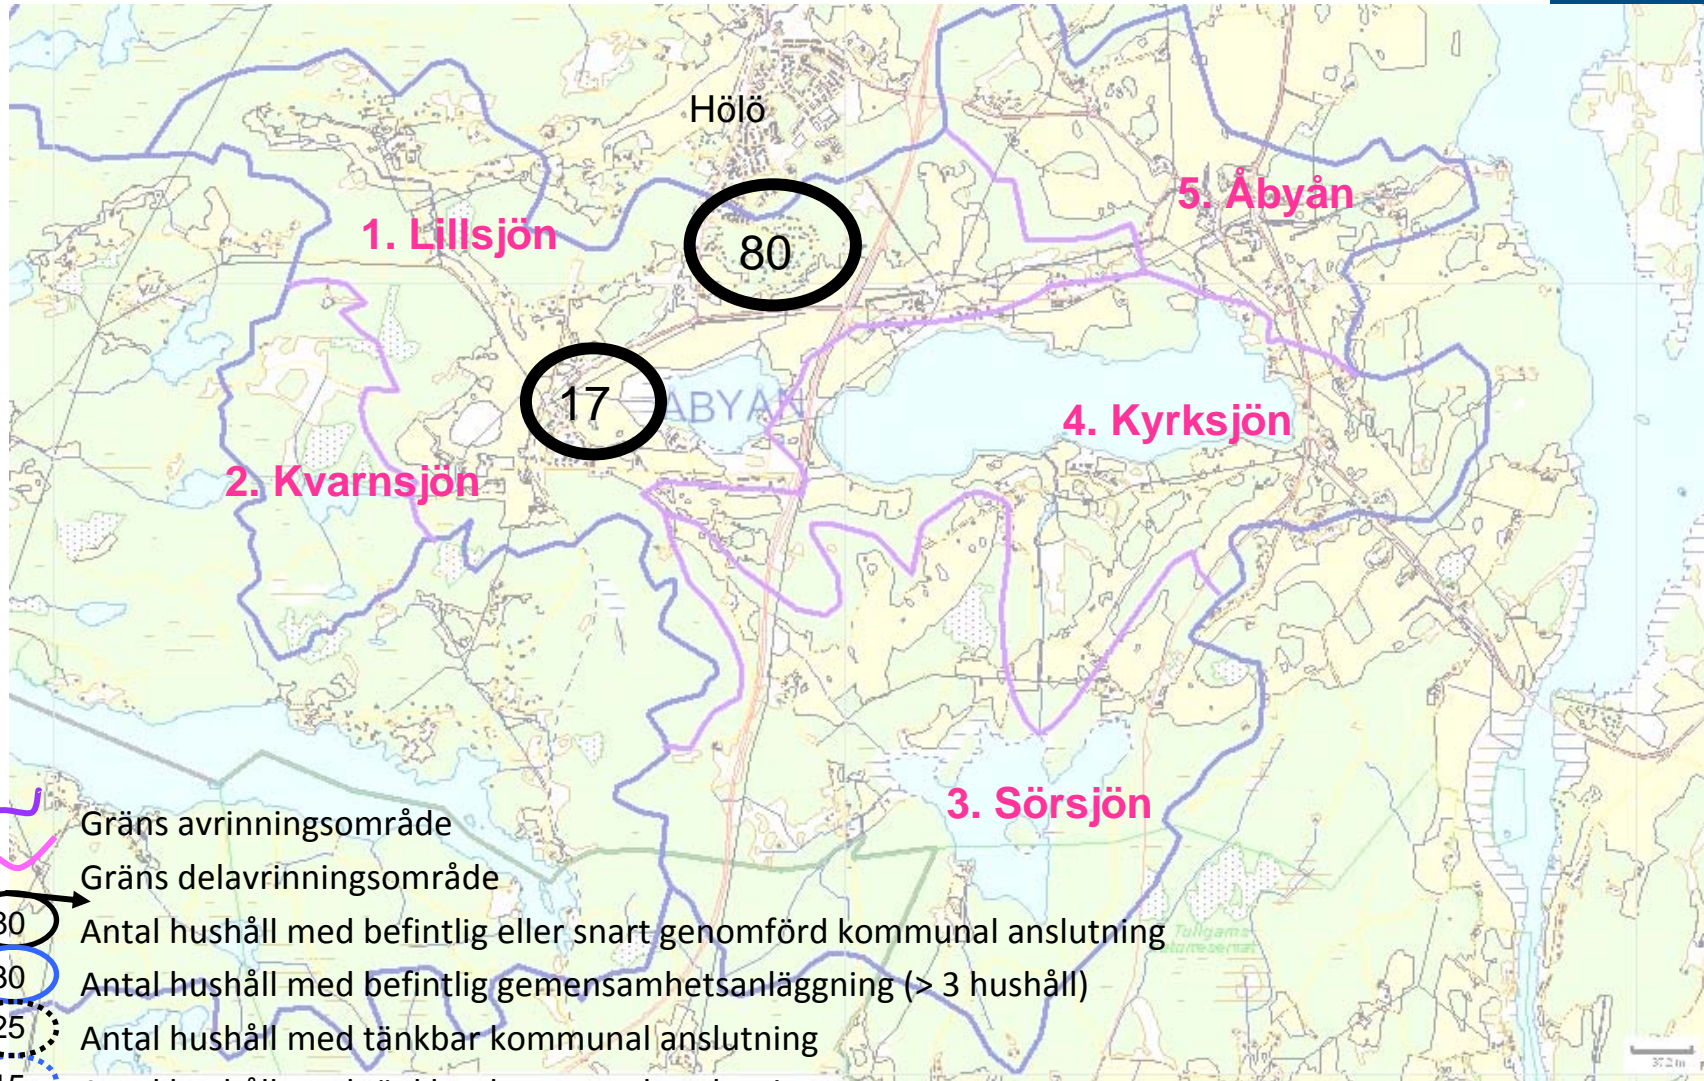 Hölö
5. Åbyån
1. Lillsjön
80
17
ÅBYÅN
4. Kyrksjön
2. Kvarnsjön
3. Sörsjön
Gräns avrinningsområde
Gräns delavrinningsområde
Antal hushåll med befintlig eller snart genomförd kommunal anslutning
Antal hushåll med befintlig gemensamhetsanläggning (> 3 hushåll)
25
Antal hushåll med tänkbar kommunal anslutning